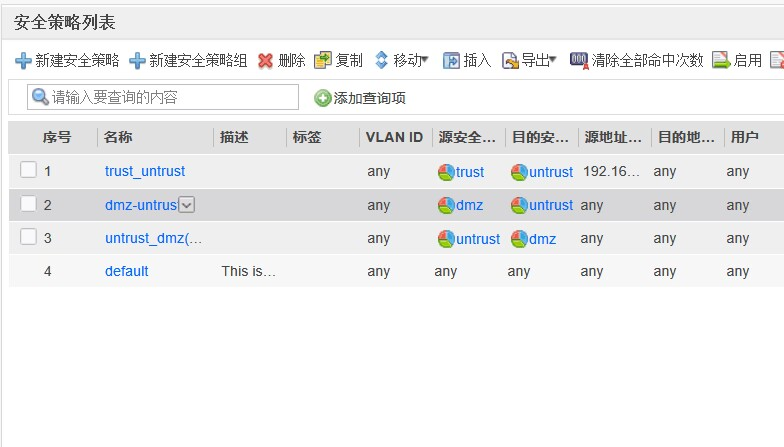 安全策略列表
新建安全策略 新建安全策略组 删除 复制 移动 插入 导出 清除全部命中次数 启用
请输入要查询的内容 添加查询项
序号 名称 描述 标签 VLAN ID 源安全... 目的安... 源地址... 目的地... 用户
1 trust_untrust any trust untrust 192.16... any any
2 dmz-untrust any dmz untrust any any any
3 untrust_dmz(... any untrust dmz any any any
4 default This is... any any any any any any